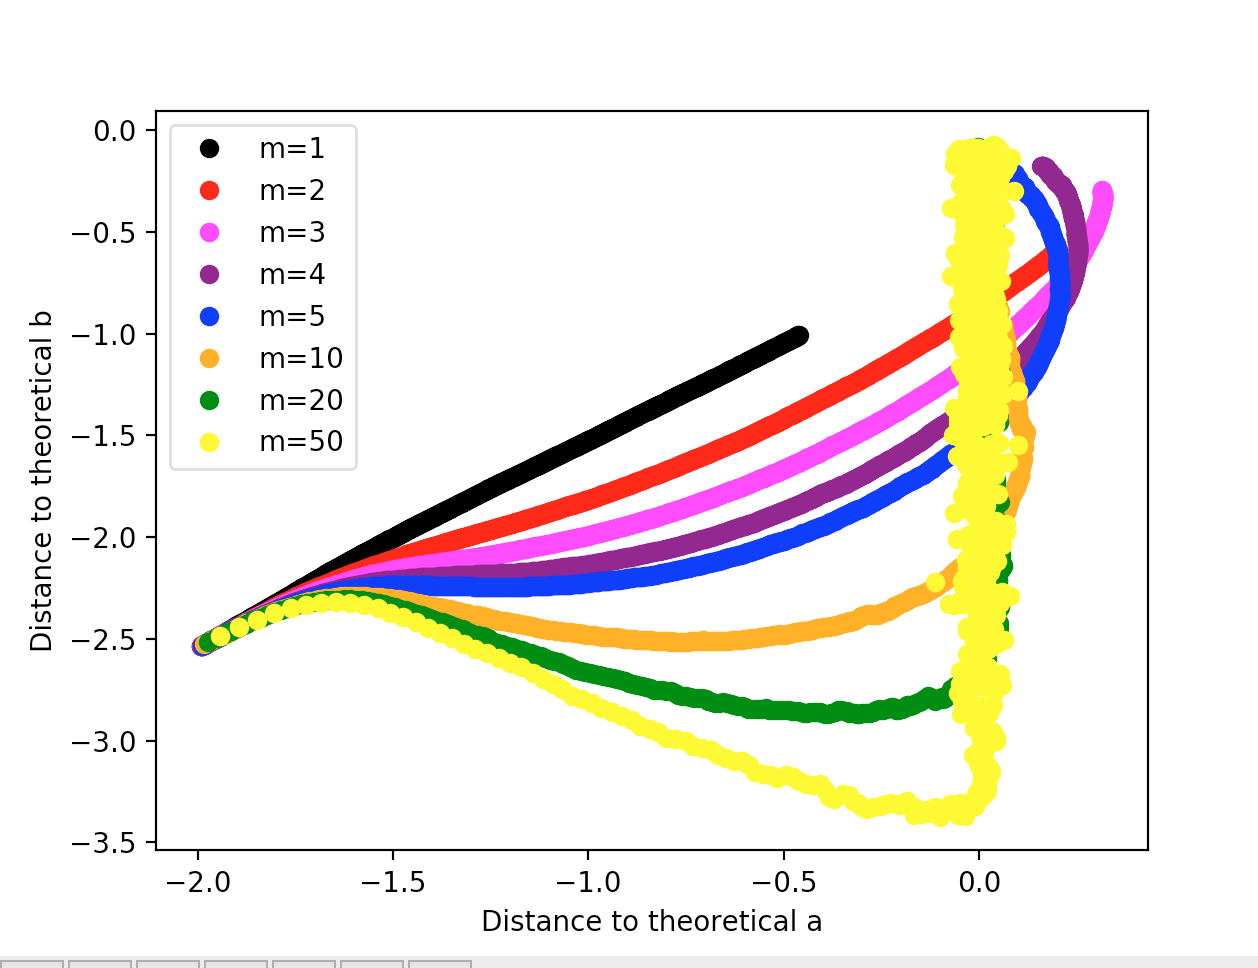 0.0
−0.5
−1.0
−1.5
−2.0
−2.5
−3.0
−3.5
Distance to theoretical b
m=1
m=2
m=3
m=4
m=5
m=10
m=20
m=50
−2.0 −1.5 −1.0 −0.5 0.0
Distance to theoretical a